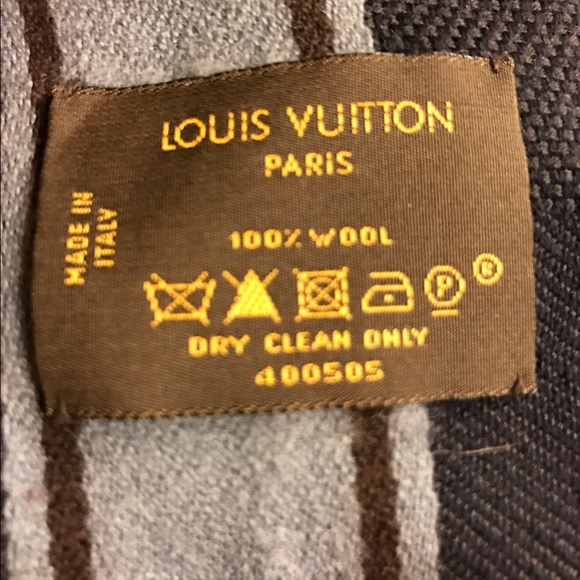 LOUIS VUITTON
PARIS
MADE IN
ITALY
100% WOOL
P
®
DRY CLEAN ONLY
400505